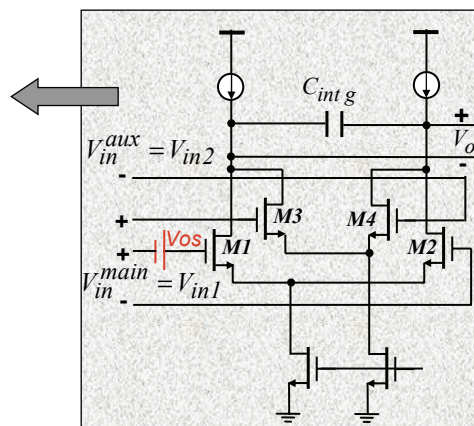 C_int g
+
V_o
-
V_in^aux = V_in2
-
+
M3
M4
+
Vos
M1
M2
V_in^main = V_in1
-